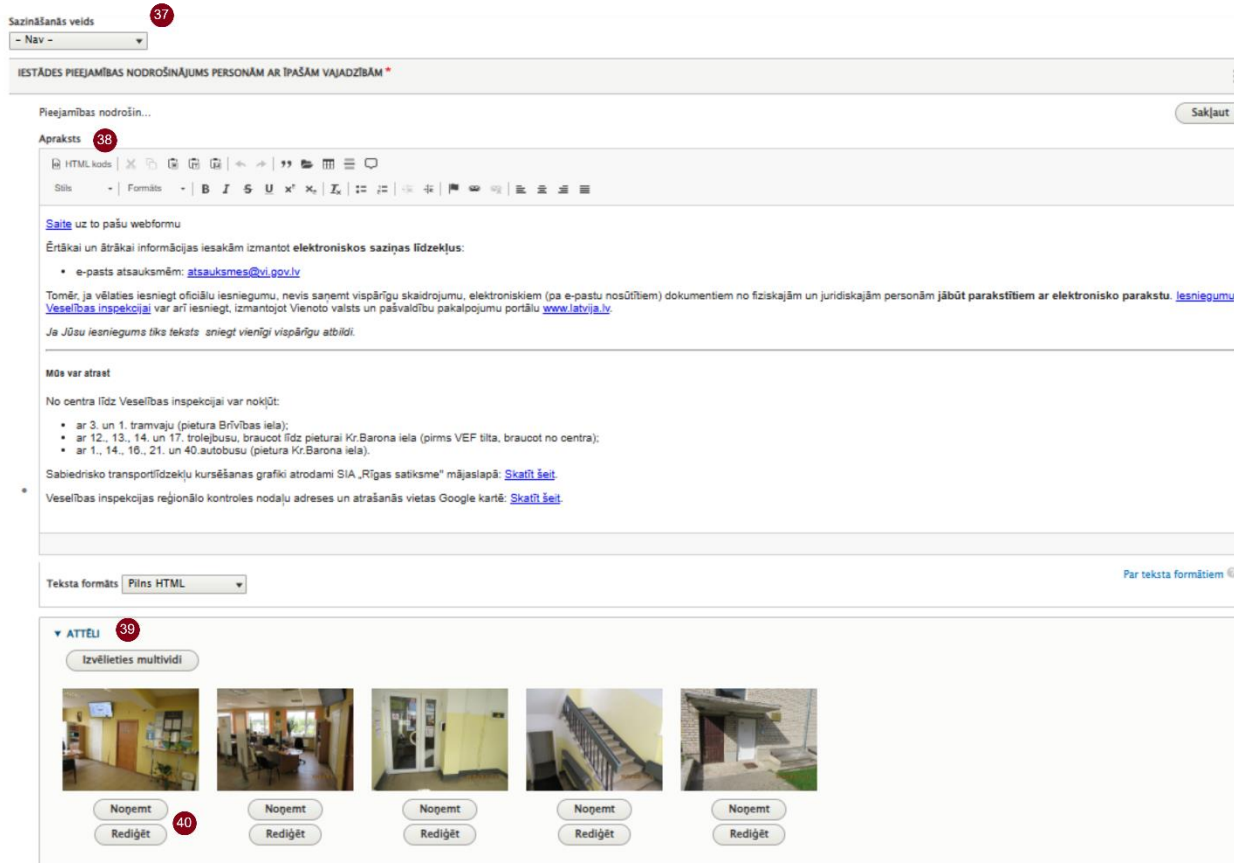 Sazināšanās veids 37
- Nav -
IESTĀDES PIEEJAMĪBAS NODROŠINĀJUMS PERSONĀM AR ĪPAŠĀM VAJADZĪBĀM *
Pieejamības nodrošin...
Sakļaut
Apraksts 38
HTML kods
Stils Formāts B I S U x² x₂ Ix
Saite uz to pašu webformu
Ērtākai un ātrākai informācijas iesakām izmantot elektroniskos saziņas līdzekļus:
• e-pasts atsauksmēm: atsauksmes@vi.gov.lv
Tomēr, ja vēlaties iesniegt oficiālu iesniegumu, nevis saņemt vispārīgu skaidrojumu, elektroniskiem (pa e-pastu nosūtītiem) dokumentiem no fiziskajām un juridiskajām personām jābūt parakstītiem ar elektronisko parakstu. Iesniegumu
Veselības inspekcijai var arī iesniegt, izmantojot Vienoto valsts un pašvaldību pakalpojumu portālu www.latvija.lv.
Ja Jūsu iesniegums tiks teksts sniegt vienīgi vispārīgu atbildi.
Mūs var atrast
No centra līdz Veselības inspekcijai var nokļūt:
• ar 3. un 1. tramvaju (pietura Brīvības iela);
• ar 12., 13., 14. un 17. trolejbusu, braucot līdz pieturai Kr.Barona iela (pirms VEF tilta, braucot no centra);
• ar 1., 14., 16., 21. un 40.autobusu (pietura Kr.Barona iela).
Sabiedrisko transportlīdzekļu kursēšanas grafiki atrodami SIA „Rīgas satiksme" mājaslapā: Skatīt šeit.
Veselības inspekcijas reģionālo kontroles nodaļu adreses un atrašanās vietas Google kartē: Skatīt šeit.
Teksta formāts Pilns HTML
Par teksta formātiem
ATTĒLI 39
Izvēlieties multividi
Noņemt Noņemt Noņemt Noņemt Noņemt
Rediģēt 40 Rediģēt Rediģēt Rediģēt Rediģēt